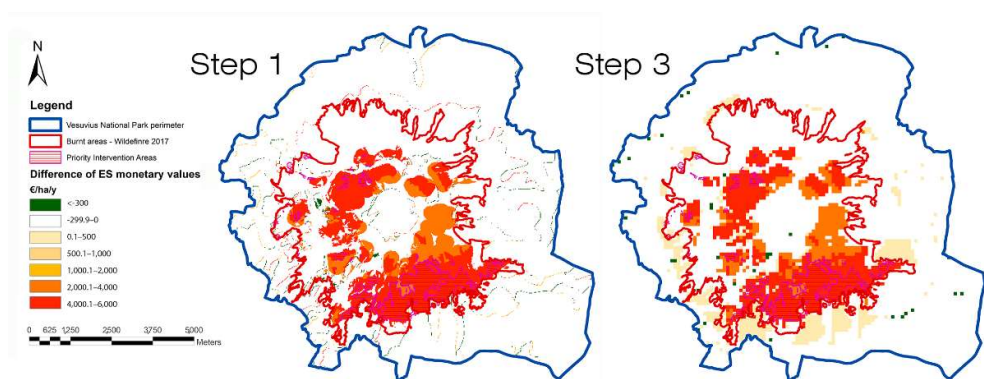 Step 1
Step 3
N
Legend
Vesuvius National Park perimeter
Burnt areas - Wildefinre 2017
Priority Intervention Areas
Difference of ES monetary values
€/ha/y
<-300
-299.9-0
0.1–500
500.1–1,000
1,000.1–2,000
2,000.1–4,000
4,000.1–6,000
0 625 1250 2500 3750 5000
Meters